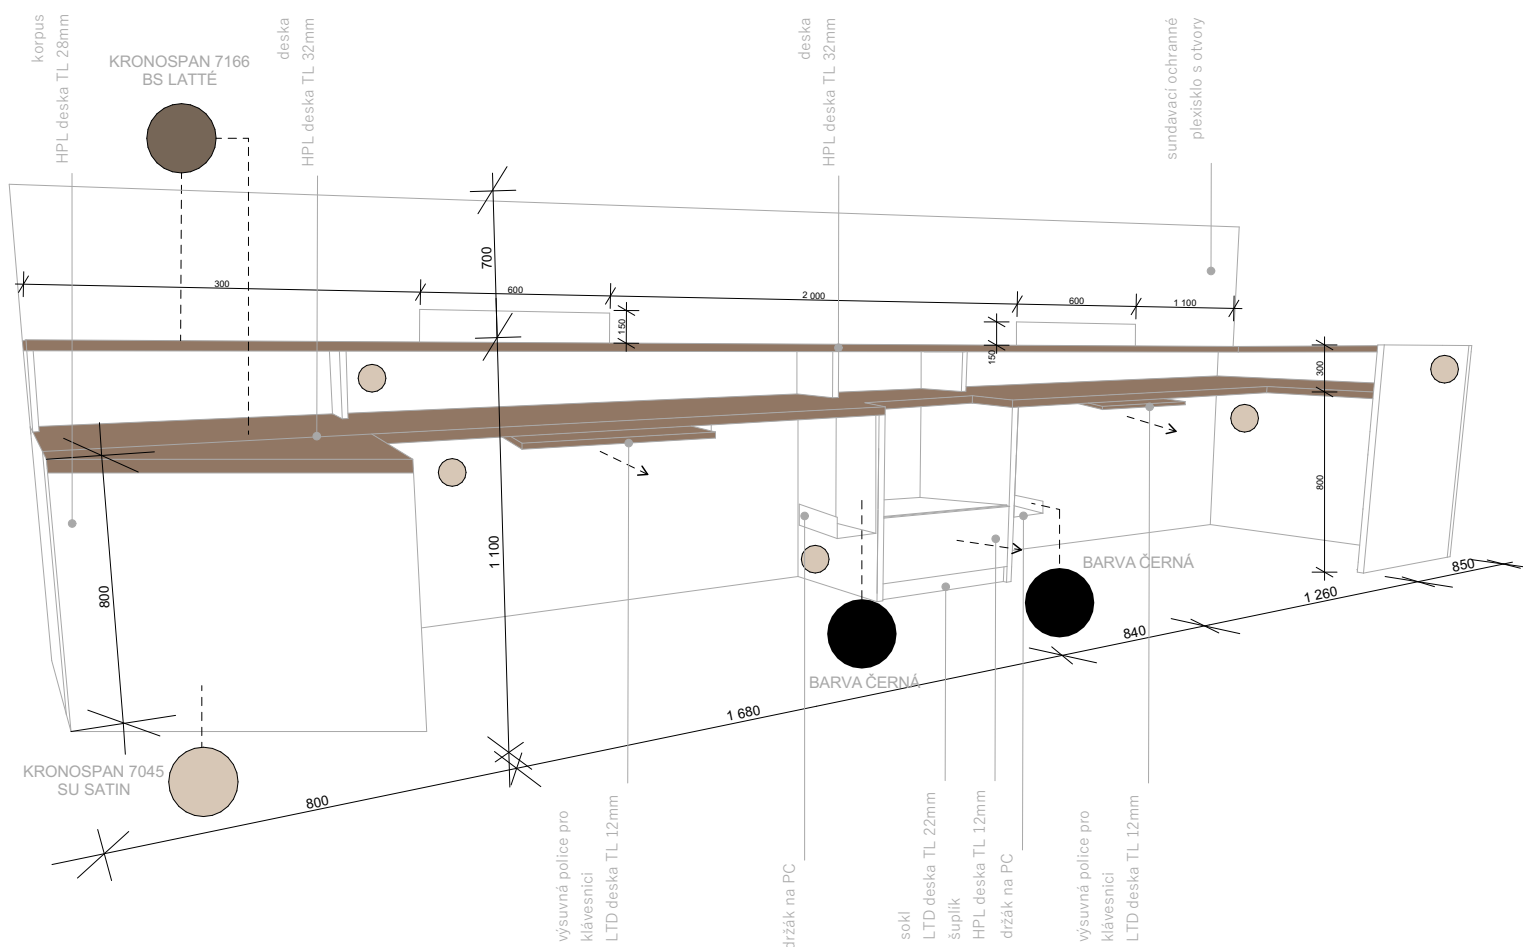 korpus
HPL deska TL 28mm
KRONOSPAN 7166
BS LATTÉ
deska
HPL deska TL 32mm
deska
HPL deska TL 32mm
sundavací ochranné
plexisklo s otvory
700
300
600
2 000
600
1 100
150
150
300
800
800
1 100
BARVA ČERNÁ
BARVA ČERNÁ
850
1 260
840
1 680
800
KRONOSPAN 7045
SU SATIN
výsuvná police pro
klávesnici
LTD deska TL 12mm
držák na PC
sokl
LTD deska TL 22mm
šuplík
HPL deska TL 12mm
držák na PC
výsuvná police pro
klávesnici
LTD deska TL 12mm